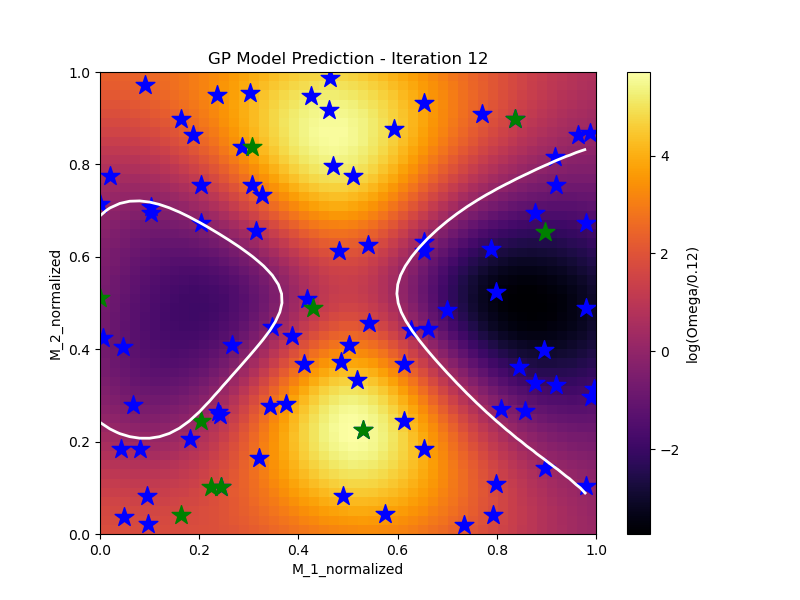 GP Model Prediction - Iteration 12
1.0
0.8
0.6
0.4
0.2
0.0
M_2_normalized
0.0 0.2 0.4 0.6 0.8 1.0
M_1_normalized
4
2
0
−2
log(Omega/0.12)